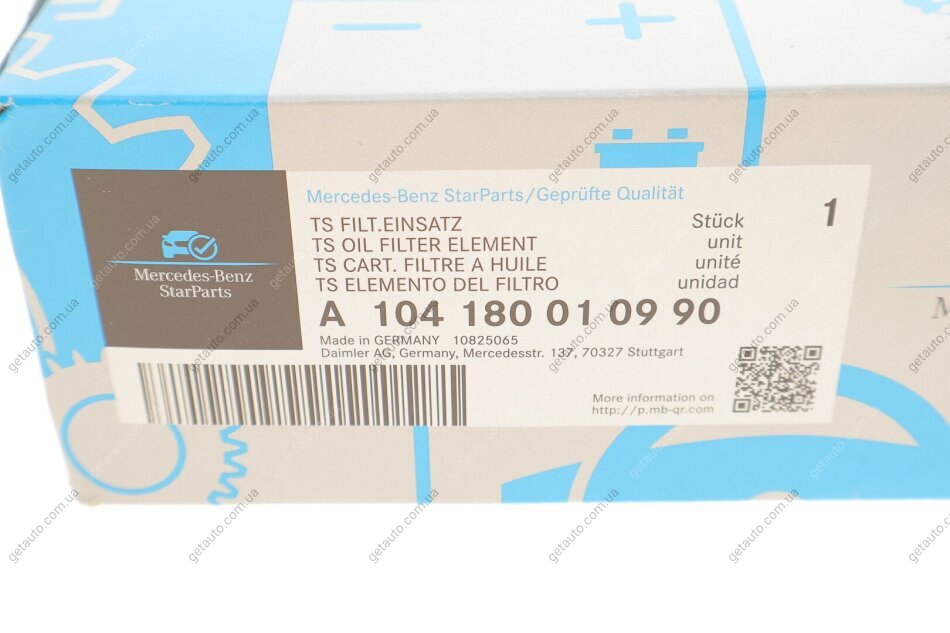 Mercedes-Benz StarParts/Geprüfte Qualität
TS FILT.EINSATZ Stück 1
TS OIL FILTER ELEMENT unit
TS CART. FILTRE A HUILE unité
TS ELEMENTO DEL FILTRO unidad
A 104 180 01 09 90
Mercedes-Benz
StarParts
Made in GERMANY 10825065
Daimler AG, Germany, Mercedesstr. 137, 70327 Stuttgart
More information on
http://p.mb-qr.com
getauto.com.ua